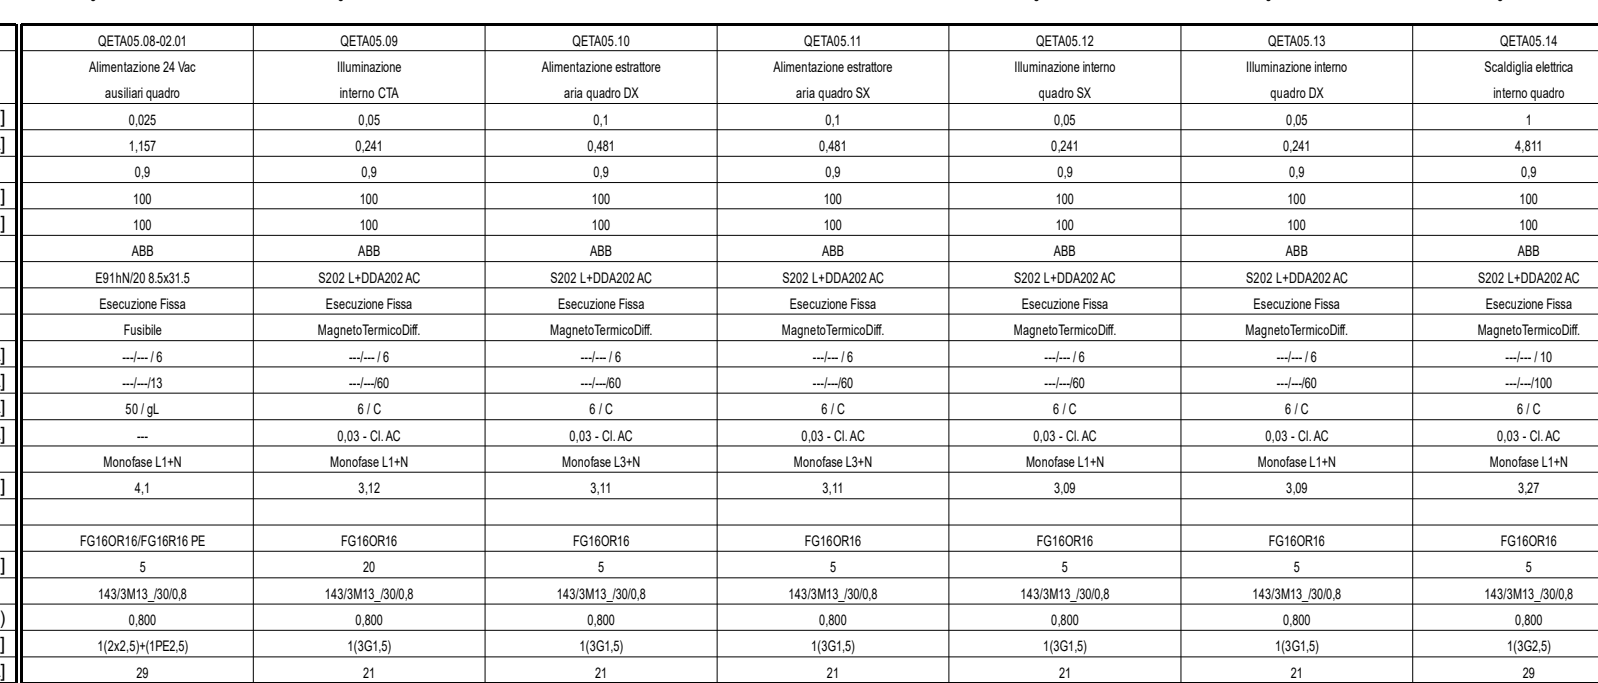 QETA05.08-02.01 QETA05.09 QETA05.10 QETA05.11 QETA05.12 QETA05.13 QETA05.14
Alimentazione 24 Vac Illuminazione Alimentazione estrattore Alimentazione estrattore Illuminazione interno Illuminazione interno Scaldiglia elettrica
ausiliari quadro interno CTA aria quadro DX aria quadro SX quadro SX quadro DX interno quadro
] 0,025 0,05 0,1 0,1 0,05 0,05 1
] 1,157 0,241 0,481 0,481 0,241 0,241 4,811
0,9 0,9 0,9 0,9 0,9 0,9 0,9
] 100 100 100 100 100 100 100
] 100 100 100 100 100 100 100
ABB ABB ABB ABB ABB ABB ABB
E91hN/20 8.5x31.5 S202 L+DDA202 AC S202 L+DDA202 AC S202 L+DDA202 AC S202 L+DDA202 AC S202 L+DDA202 AC S202 L+DDA202 AC
Esecuzione Fissa Esecuzione Fissa Esecuzione Fissa Esecuzione Fissa Esecuzione Fissa Esecuzione Fissa Esecuzione Fissa
Fusibile MagnetoTermicoDiff. MagnetoTermicoDiff. MagnetoTermicoDiff. MagnetoTermicoDiff. MagnetoTermicoDiff. MagnetoTermicoDiff.
] ---/--- / 6 ---/--- / 6 ---/--- / 6 ---/--- / 6 ---/--- / 6 ---/--- / 6 ---/--- / 10
] ---/---/13 ---/---/60 ---/---/60 ---/---/60 ---/---/60 ---/---/60 ---/---/100
] 50 / gL 6 / C 6 / C 6 / C 6 / C 6 / C 6 / C
] --- 0,03 - Cl. AC 0,03 - Cl. AC 0,03 - Cl. AC 0,03 - Cl. AC 0,03 - Cl. AC 0,03 - Cl. AC
Monofase L1+N Monofase L1+N Monofase L3+N Monofase L3+N Monofase L1+N Monofase L1+N Monofase L1+N
] 4,1 3,12 3,11 3,11 3,09 3,09 3,27
FG16OR16/FG16R16 PE FG16OR16 FG16OR16 FG16OR16 FG16OR16 FG16OR16 FG16OR16
] 5 20 5 5 5 5 5
143/3M13_/30/0,8 143/3M13_/30/0,8 143/3M13_/30/0,8 143/3M13_/30/0,8 143/3M13_/30/0,8 143/3M13_/30/0,8 143/3M13_/30/0,8
) 0,800 0,800 0,800 0,800 0,800 0,800 0,800
] 1(2x2,5)+(1PE2,5) 1(3G1,5) 1(3G1,5) 1(3G1,5) 1(3G1,5) 1(3G1,5) 1(3G2,5)
] 29 21 21 21 21 21 29